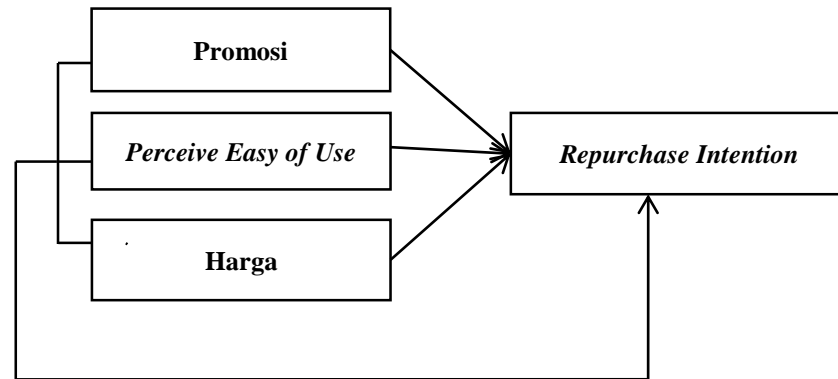 Promosi
Perceive Easy of Use
Repurchase Intention
Harga